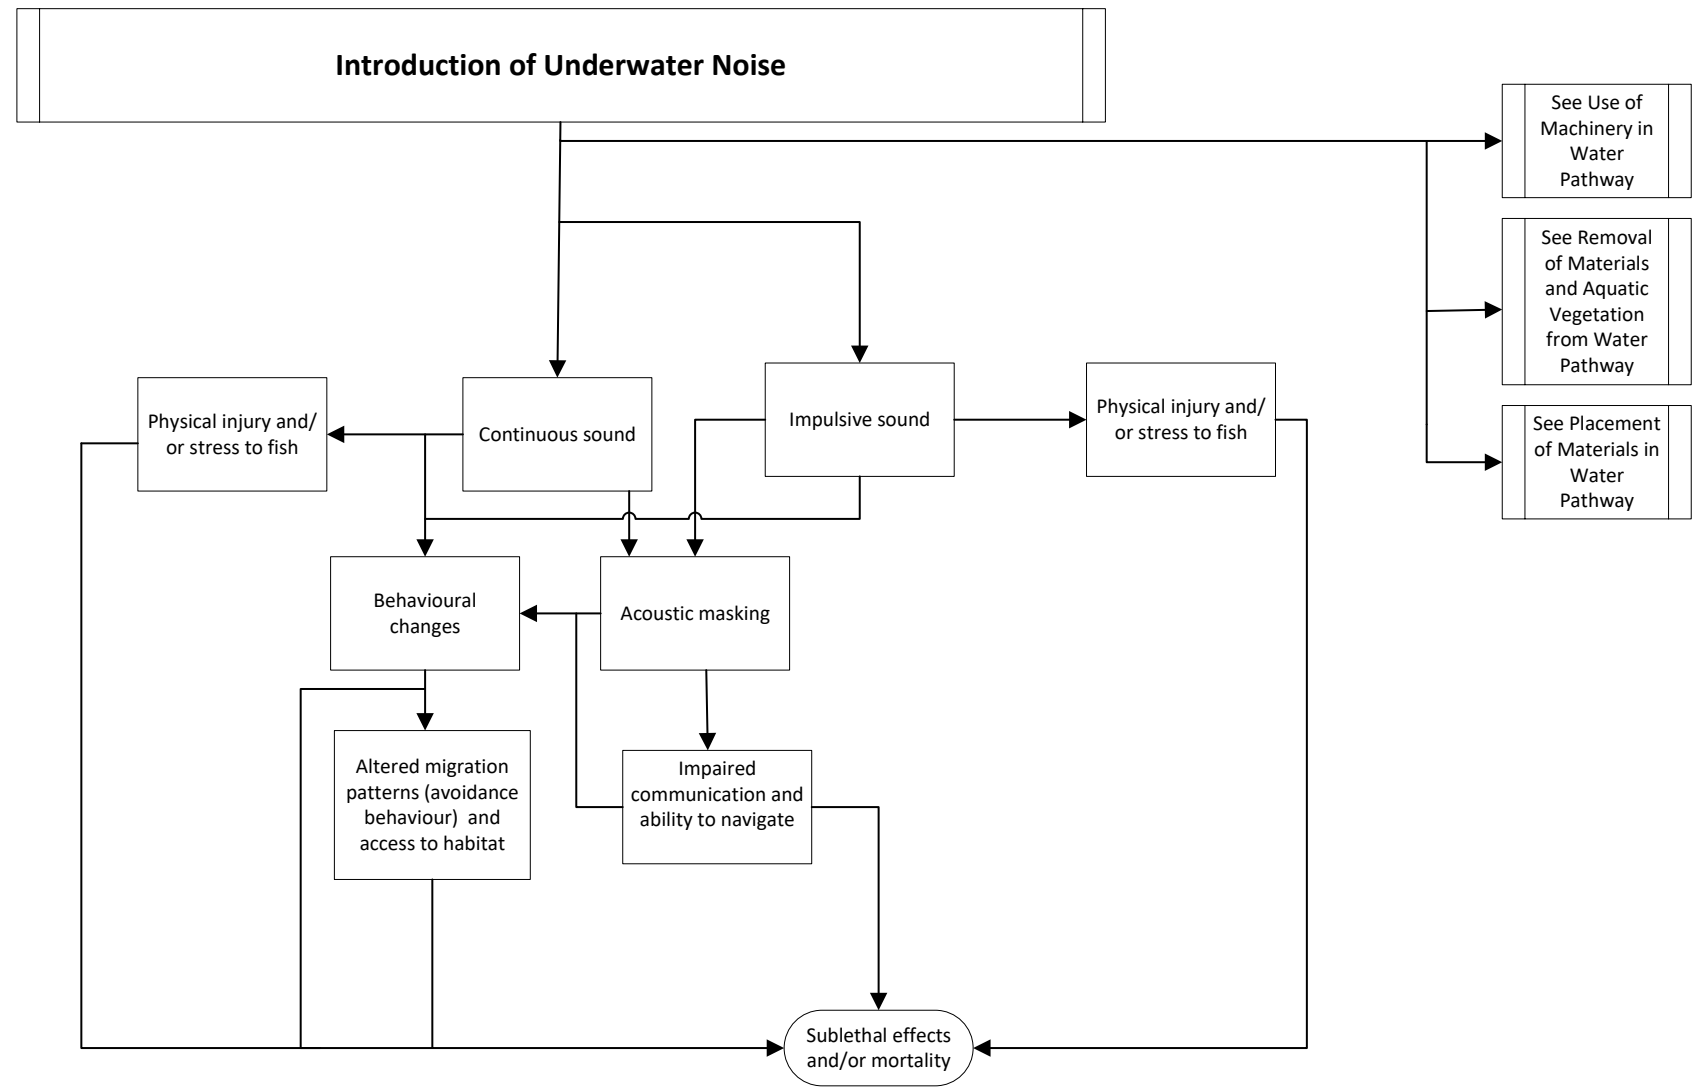 Introduction of Underwater Noise
See Use of
Machinery in
Water
Pathway
See Removal
of Materials
and Aquatic
Vegetation
from Water
Pathway
See Placement
of Materials in
Water
Pathway
Physical injury and/
or stress to fish
Continuous sound
Impulsive sound
Physical injury and/
or stress to fish
Behavioural
changes
Acoustic masking
Altered migration
patterns (avoidance
behaviour) and
access to habitat
Impaired
communication and
ability to navigate
Sublethal effects
and/or mortality